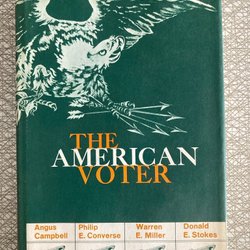 THE
AMERICAN
VOTER
Angus Philip Warren Donald
Campbell E. Converse E. Miller E. Stokes